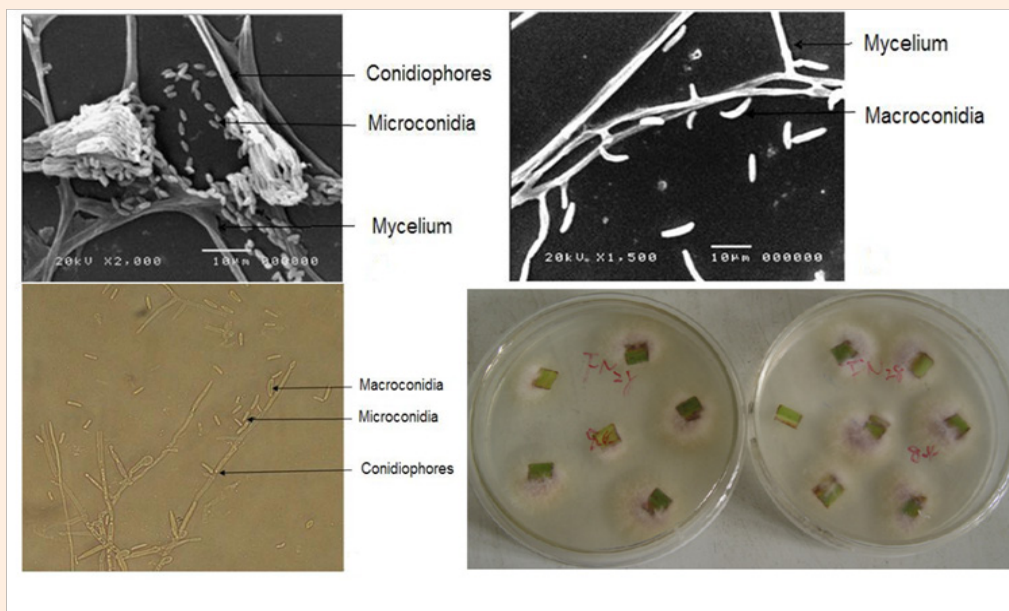 Conidiophores
Microconidia
Mycelium
20kV X2,000 10µm 000000
Mycelium
Macroconidia
20kV X1,500 10µm 000000
Macroconidia
Microconidia
Conidiophores